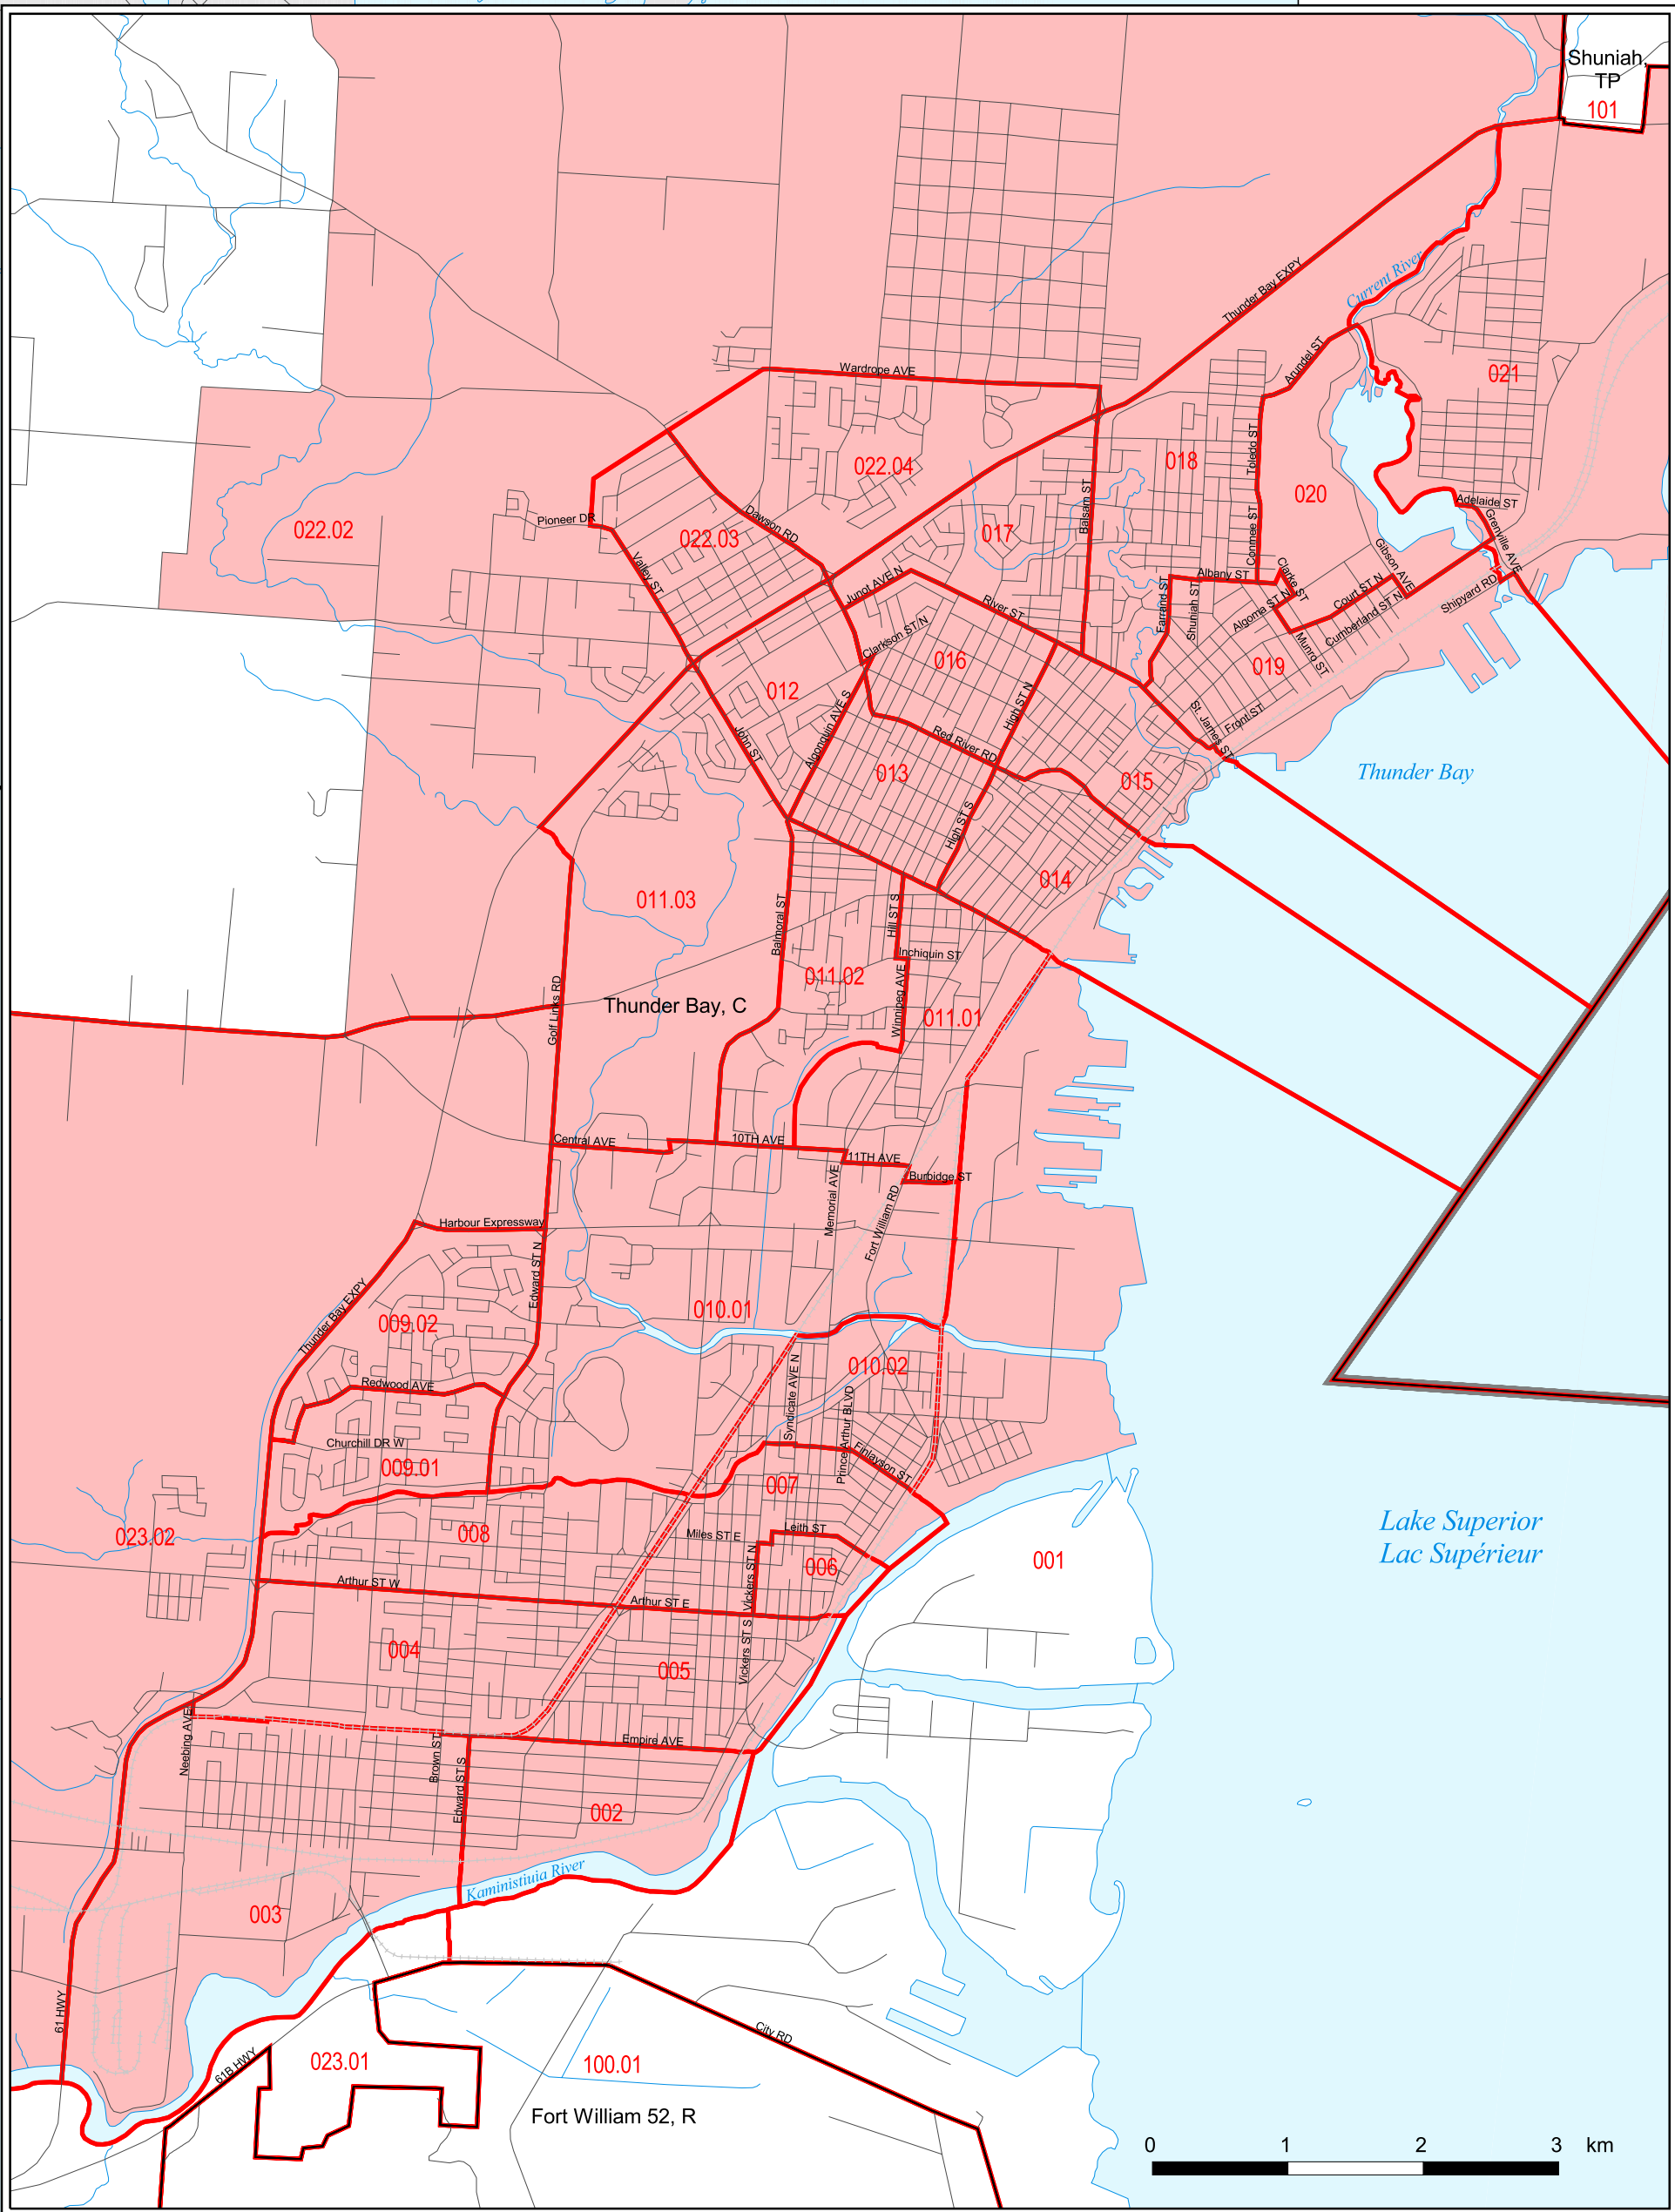 Shuniah,
TP
101
Thunder Bay EXPY
Current River
Arundel ST
021
Wardrope AVE
022.04
018
Toledo ST
020
Adelaide ST
Grenville AVE
Balsam ST
017
Dawson RD
Pioneer DR
022.02
022.03
Valley ST
Conmee ST
Gibson AVE
Albany ST
Clarke ST
Court ST N
Cumberland ST N
Shipyard RD
Junot AVE N
River ST
Farrand ST
Shuniah ST
Algoma ST N
Munro ST
Clarkson ST N
016
019
012
High ST N
Algonquin AVE S
John ST
Red River RD
St. James ST
Front ST
013
015
Thunder Bay
High ST S
014
011.03
Balmoral ST
Hill ST S
Inchiquin ST
011.02
Winnipeg AVE
011.01
Thunder Bay, C
Golf Links RD
Central AVE
10TH AVE
11TH AVE
Burbidge ST
Memorial AVE
Fort William RD
Harbour Expressway
Edward ST N
010.01
Thunder Bay EXPY
009.02
010.02
Redwood AVE
Syndicate AVE N
Prince Arthur BLVD
Churchill DR W
009.01
Finlayson ST
007
023.02
008
Miles ST E
Leith ST
006
001
Lake Superior
Lac Supérieur
Vickers ST N
Arthur ST W
Arthur ST E
004
005
Vickers ST S
Neebing AVE
Brown ST
Edward ST S
Empire AVE
002
Kaministiuia River
003
61 HWY
61B HWY
023.01
100.01
City RD
Fort William 52, R
0 1 2 3 km